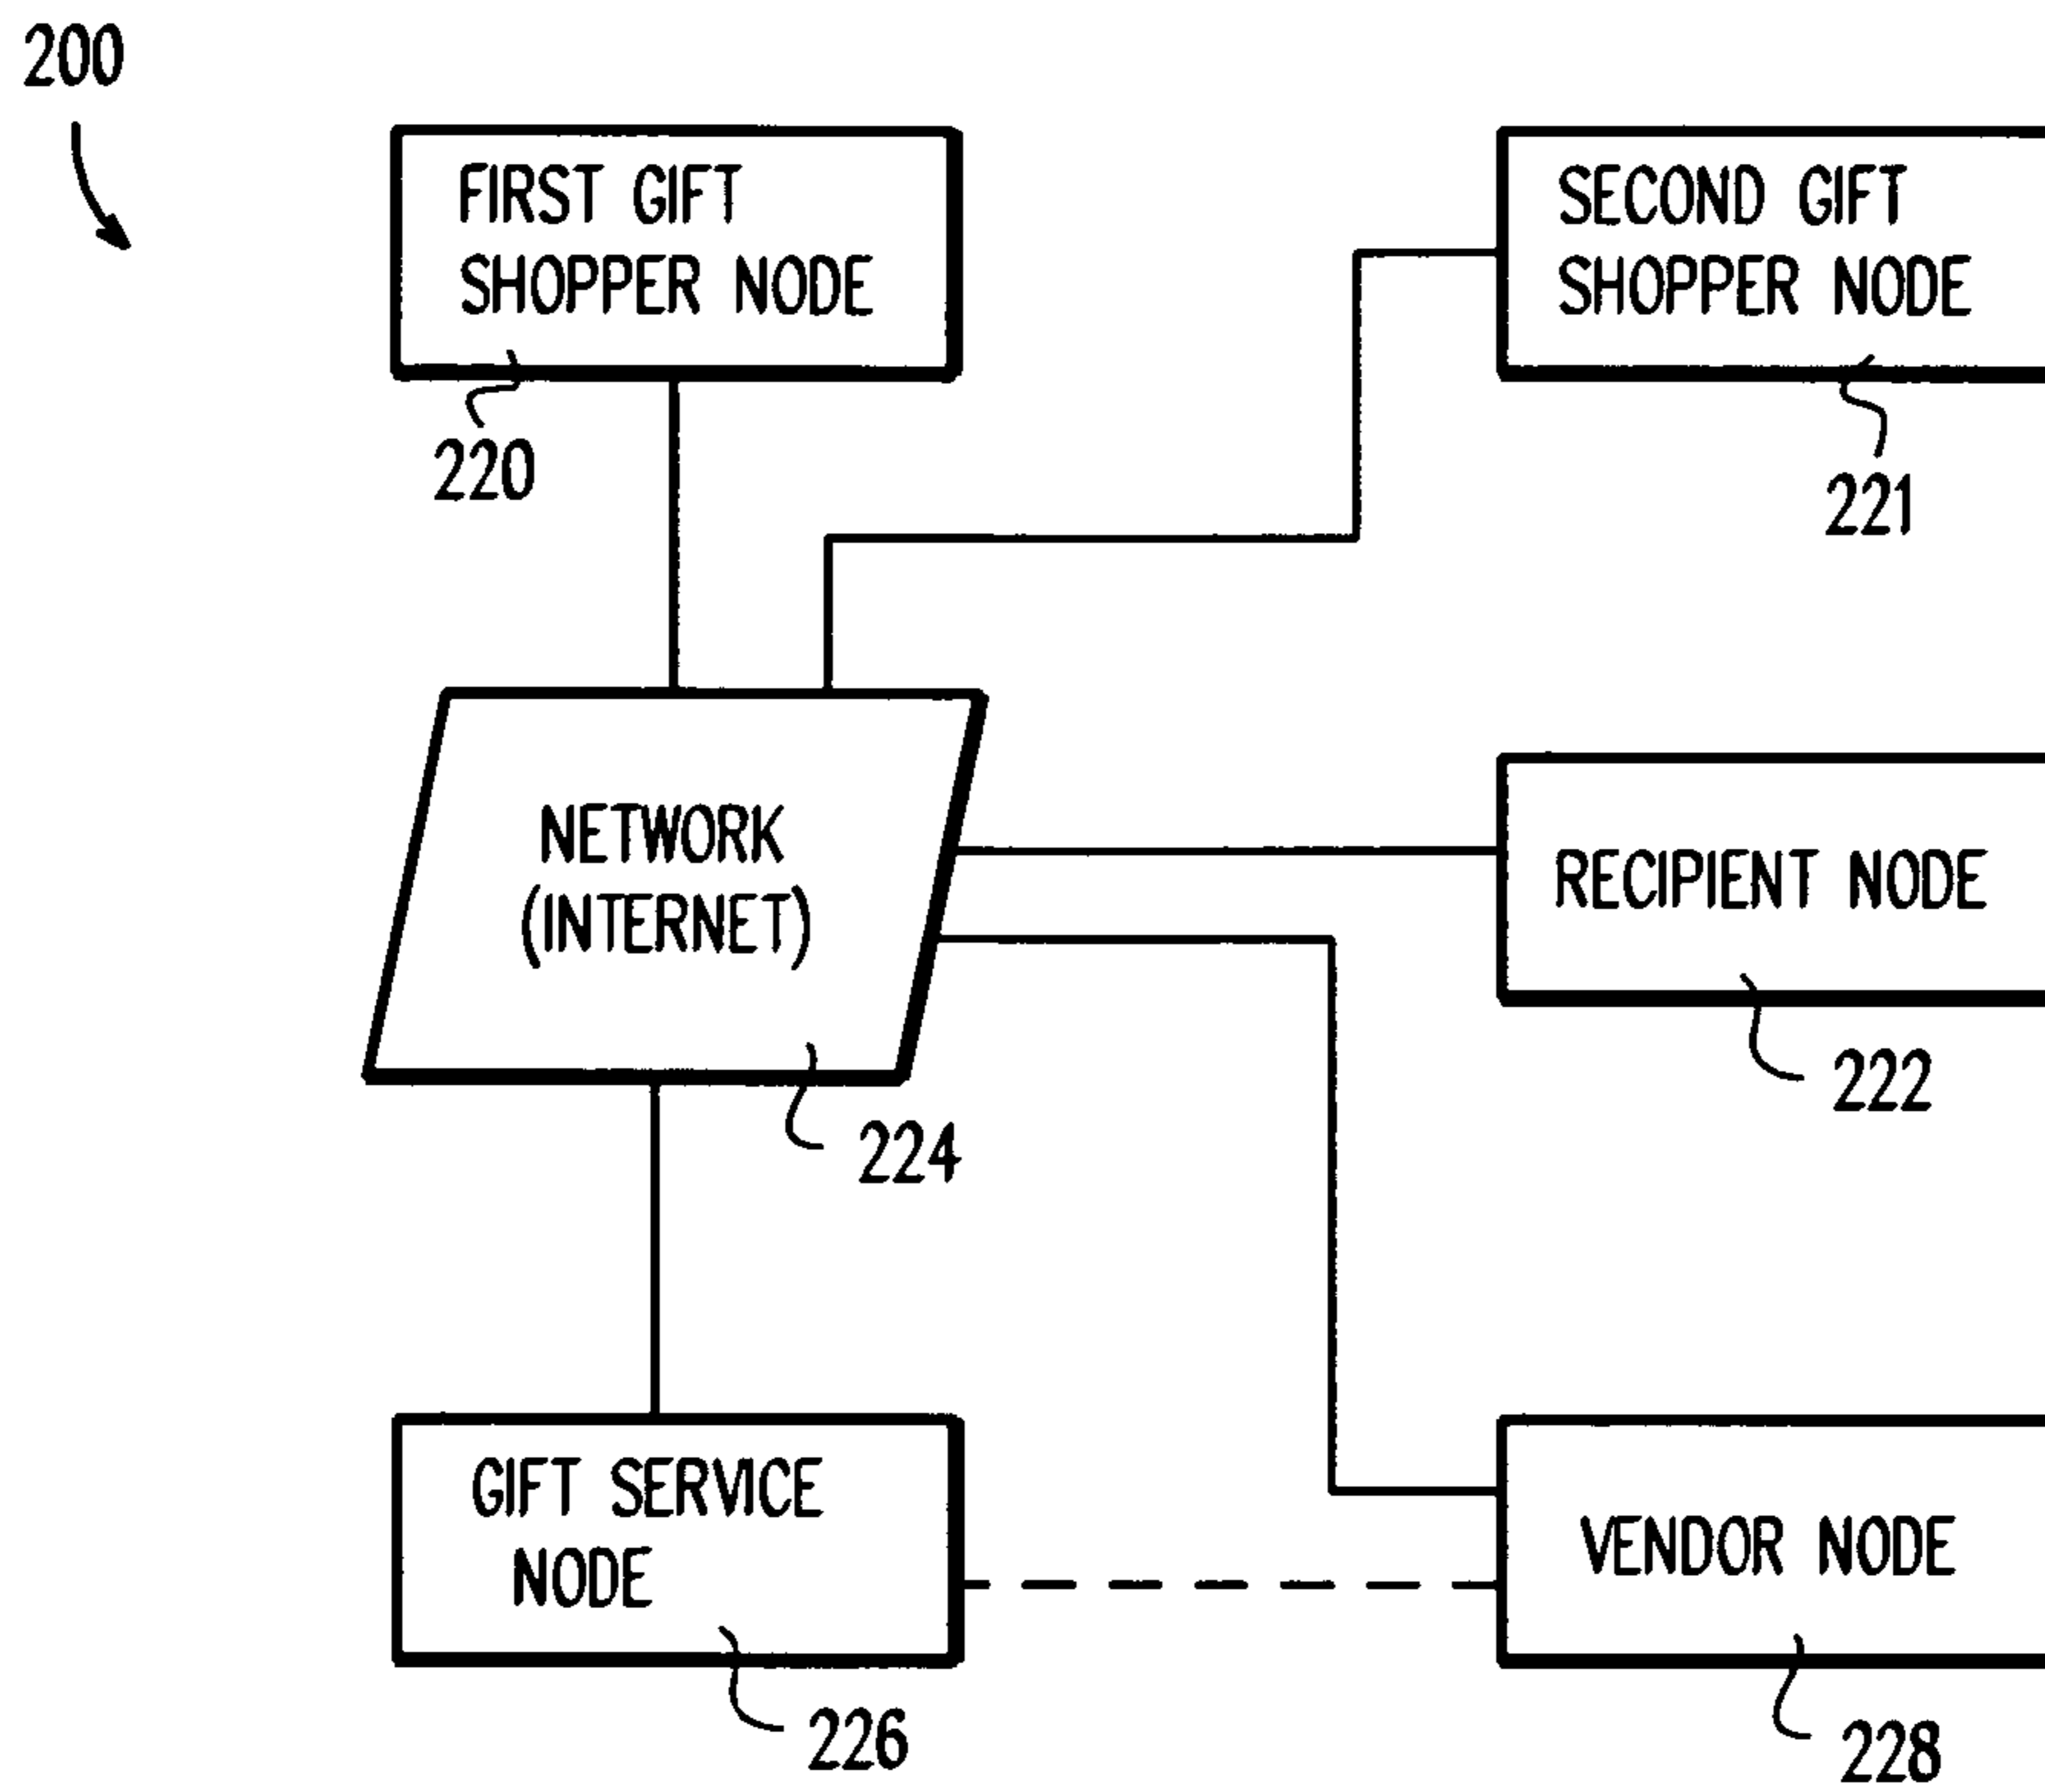 200
FIRST GIFT
SHOPPER NODE
220
SECOND GIFT
SHOPPER NODE
221
NETWORK
(INTERNET)
224
RECIPIENT NODE
222
GIFT SERVICE
NODE
226
VENDOR NODE
228